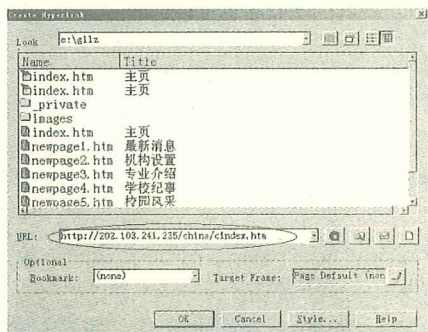 Create Hyperlink
Look
e:\gllz
Name Title
index.htm 主页
index.htm 主页
_private
images
index.htm 主页
newpage1.htm 最新消息
newpage2.htm 机构设置
newpage3.htm 专业介绍
newpage4.htm 学校纪事
newpage5.htm 校园风采
URL: http://202.103.241.235/china/cindex.htm
Optional
Bookmark: (none) Target Frame: Page Default (non
OK Cancel Style... Help